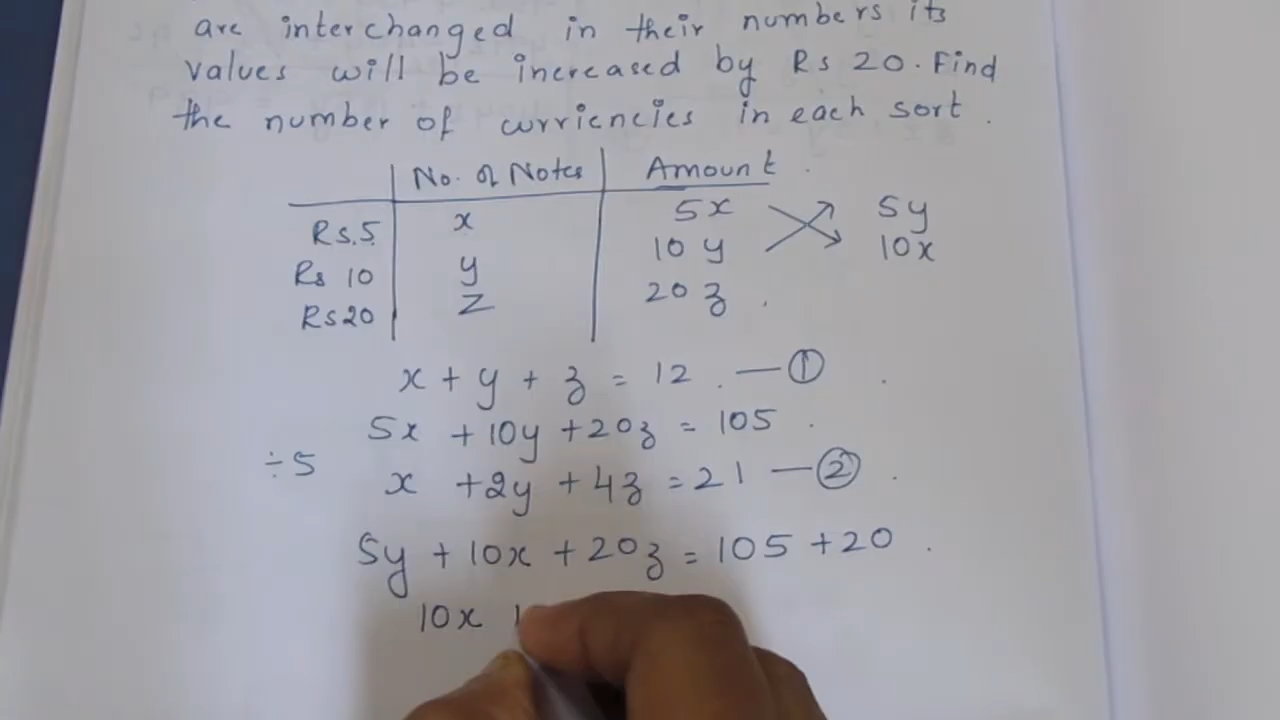 are interchanged in their numbers its
values will be increased by Rs 20. Find
the number of curriencies in each sort.
No. of Notes Amount
Rs.5 x 5x 5y
Rs 10 y 10y 10x
Rs20 z 20z
x + y + z = 12. — ①
5x + 10y + 20z = 105
÷5 x + 2y + 4z = 21 — ②
5y + 10x + 20z = 105 + 20
10x